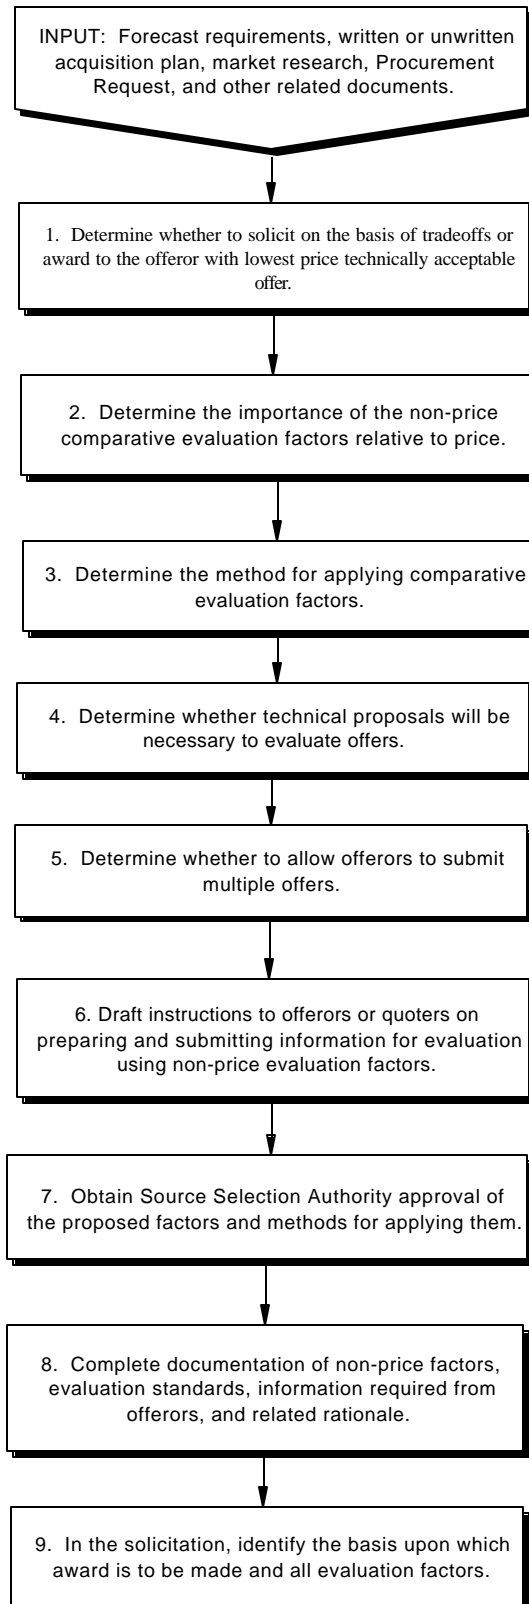 INPUT: Forecast requirements, written or unwritten
acquisition plan, market research, Procurement
Request, and other related documents.
1. Determine whether to solicit on the basis of tradeoffs or
award to the offeror with lowest price technically acceptable
offer.
2. Determine the importance of the non-price
comparative evaluation factors relative to price.
3. Determine the method for applying comparative
evaluation factors.
4. Determine whether technical proposals will be
necessary to evaluate offers.
5. Determine whether to allow offerors to submit
multiple offers.
6. Draft instructions to offerors or quoters on
preparing and submitting information for evaluation
using non-price evaluation factors.
7. Obtain Source Selection Authority approval of
the proposed factors and methods for applying them.
8. Complete documentation of non-price factors,
evaluation standards, information required from
offerors, and related rationale.
9. In the solicitation, identify the basis upon which
award is to be made and all evaluation factors.